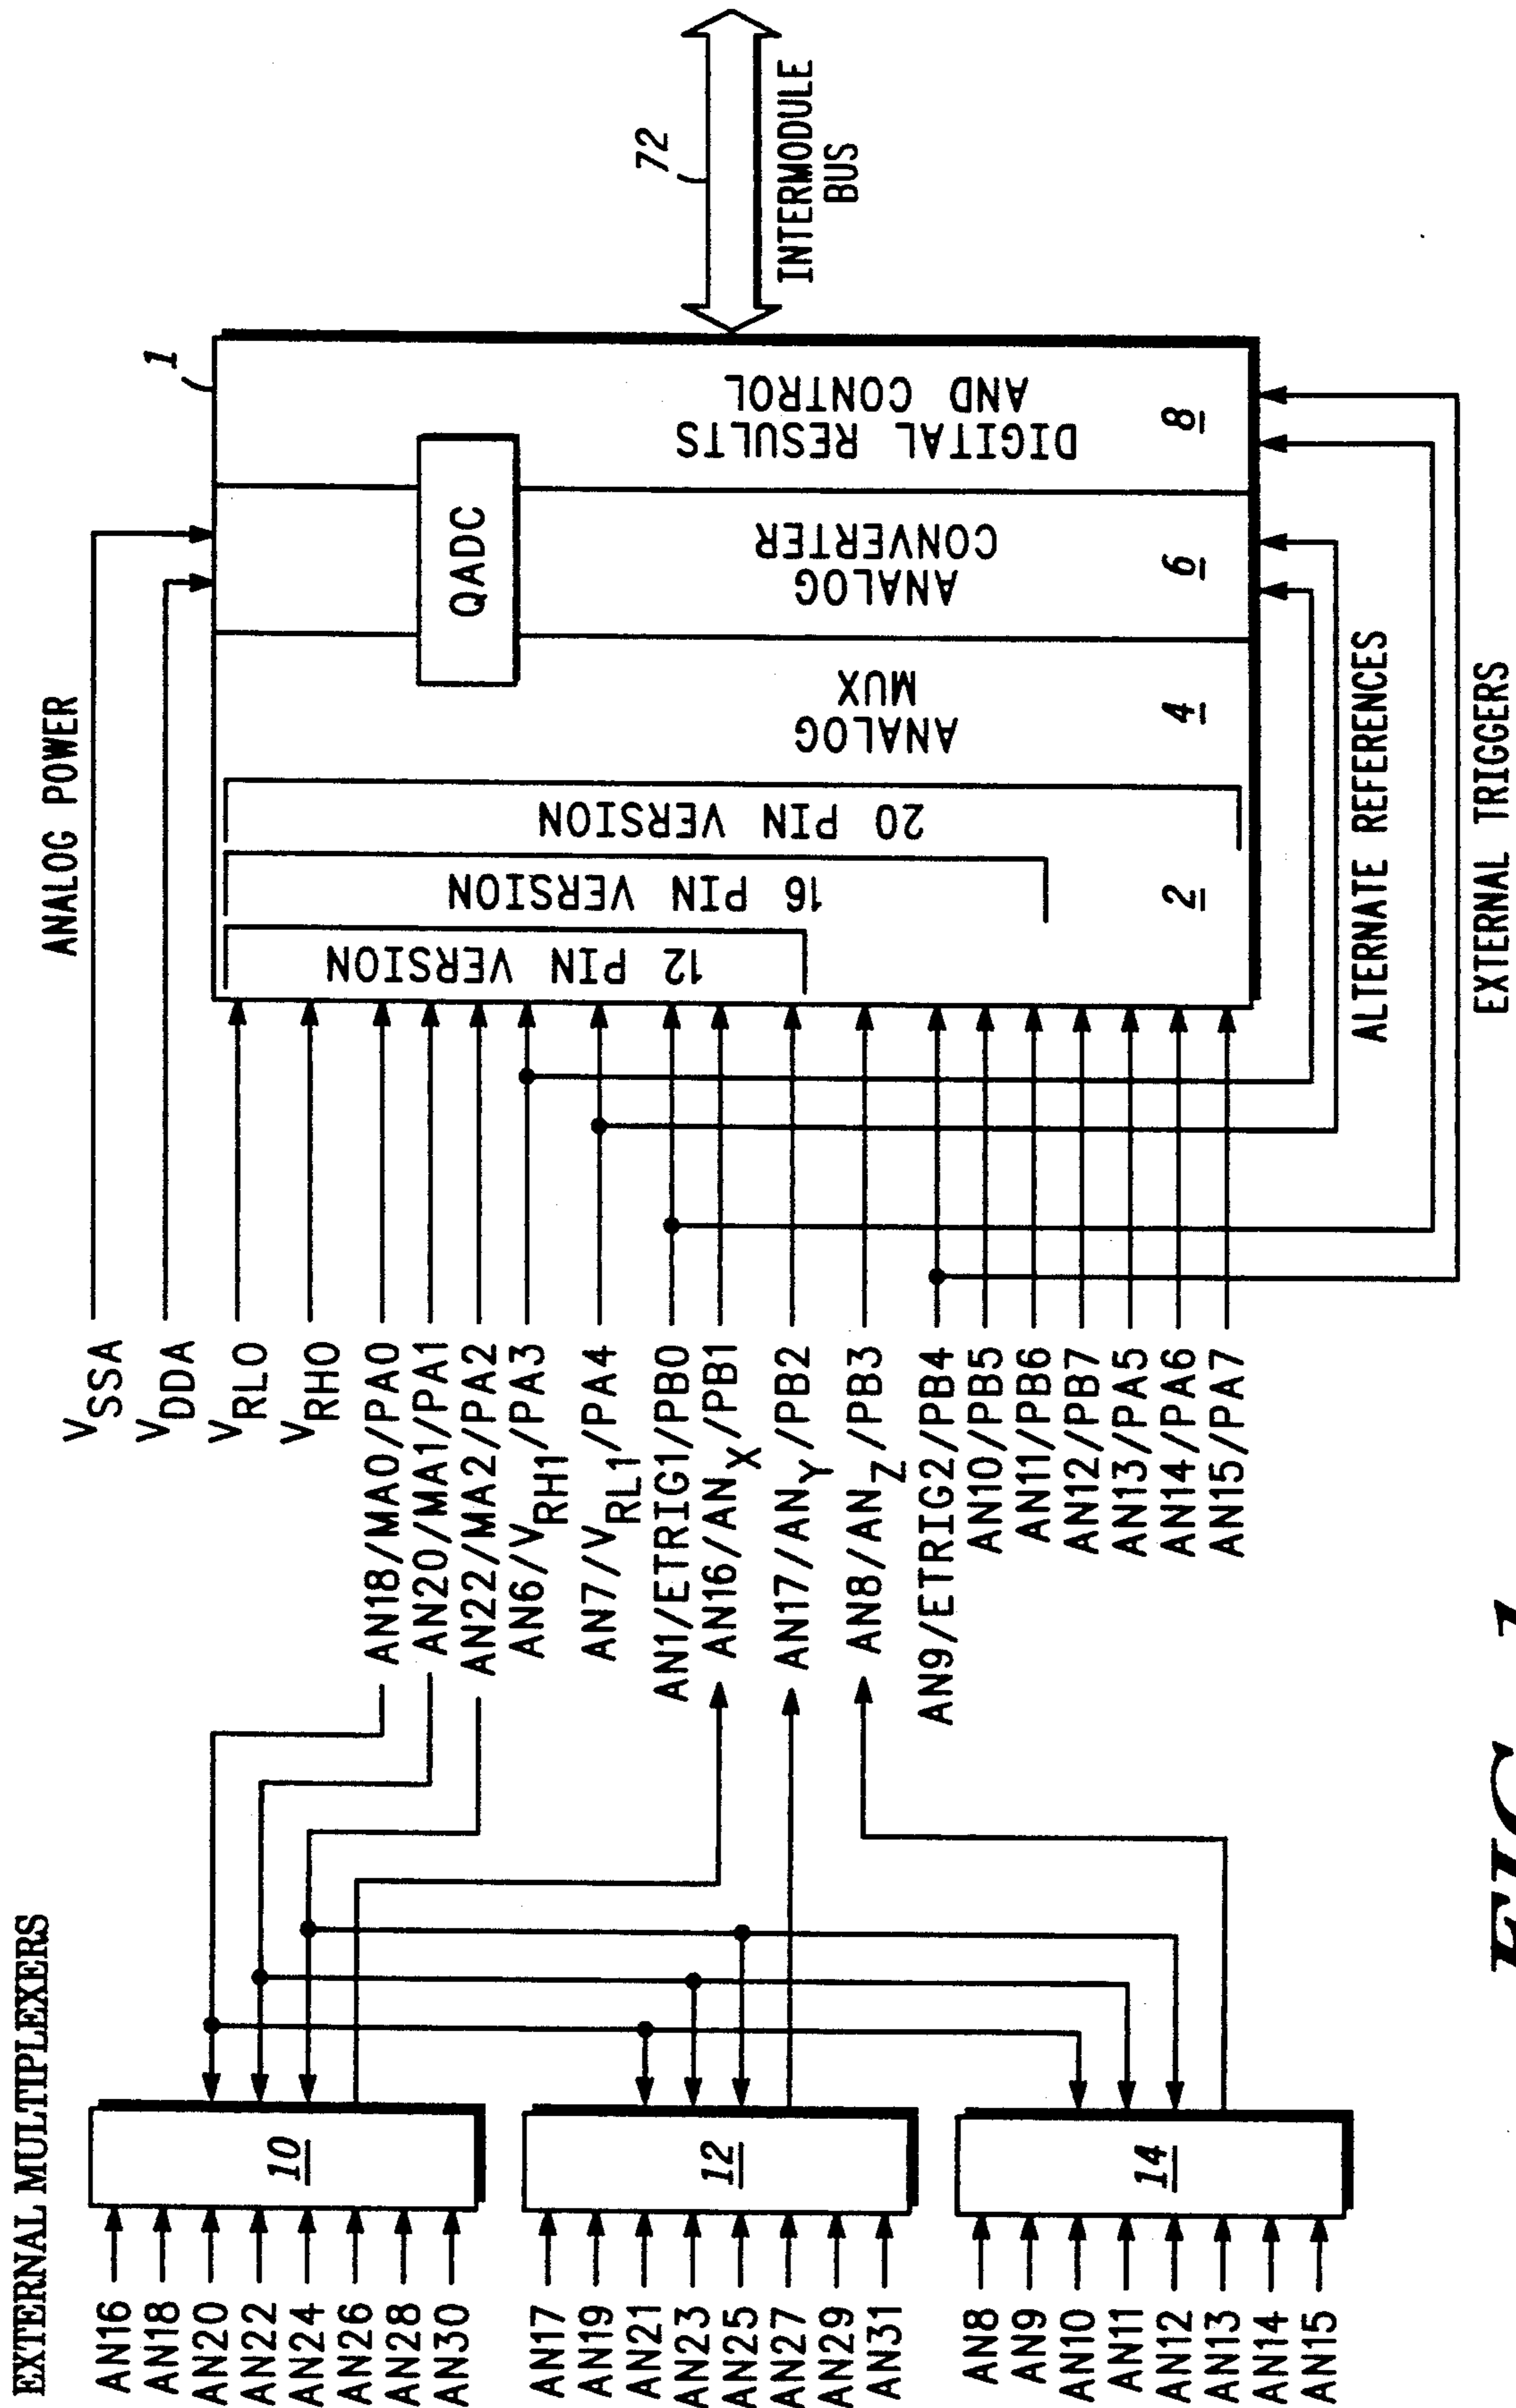 EXTERNAL MULTIPLEXERS
AN16
AN18
AN20
AN22
AN24
AN26
AN28
AN30
10
AN17
AN19
AN21
AN23
AN25
AN27
AN29
AN31
12
AN8
AN9
AN10
AN11
AN12
AN13
AN14
AN15
14
ANALOG POWER
VSSA
VDDA
VRL0
VRH0
AN18/MA0/PA0
AN20/MA1/PA1
AN22/MA2/PA2
AN6/VRH1/PA3
AN7/VRL1/PA4
AN1/ETRIG1/PB0
AN16/ANX/PB1
AN17/ANY/PB2
AN8/ANZ/PB3
AN9/ETRIG2/PB4
AN10/PB5
AN11/PB6
AN12/PB7
AN13/PA5
AN14/PA6
AN15/PA7
1
12 PIN VERSION
16 PIN VERSION
20 PIN VERSION
2
ANALOG
MUX
4
QADC
ANALOG
CONVERTER
6
DIGITAL RESULTS
AND CONTROL
8
72
INTERMODULE
BUS
ALTERNATE REFERENCES
EXTERNAL TRIGGERS